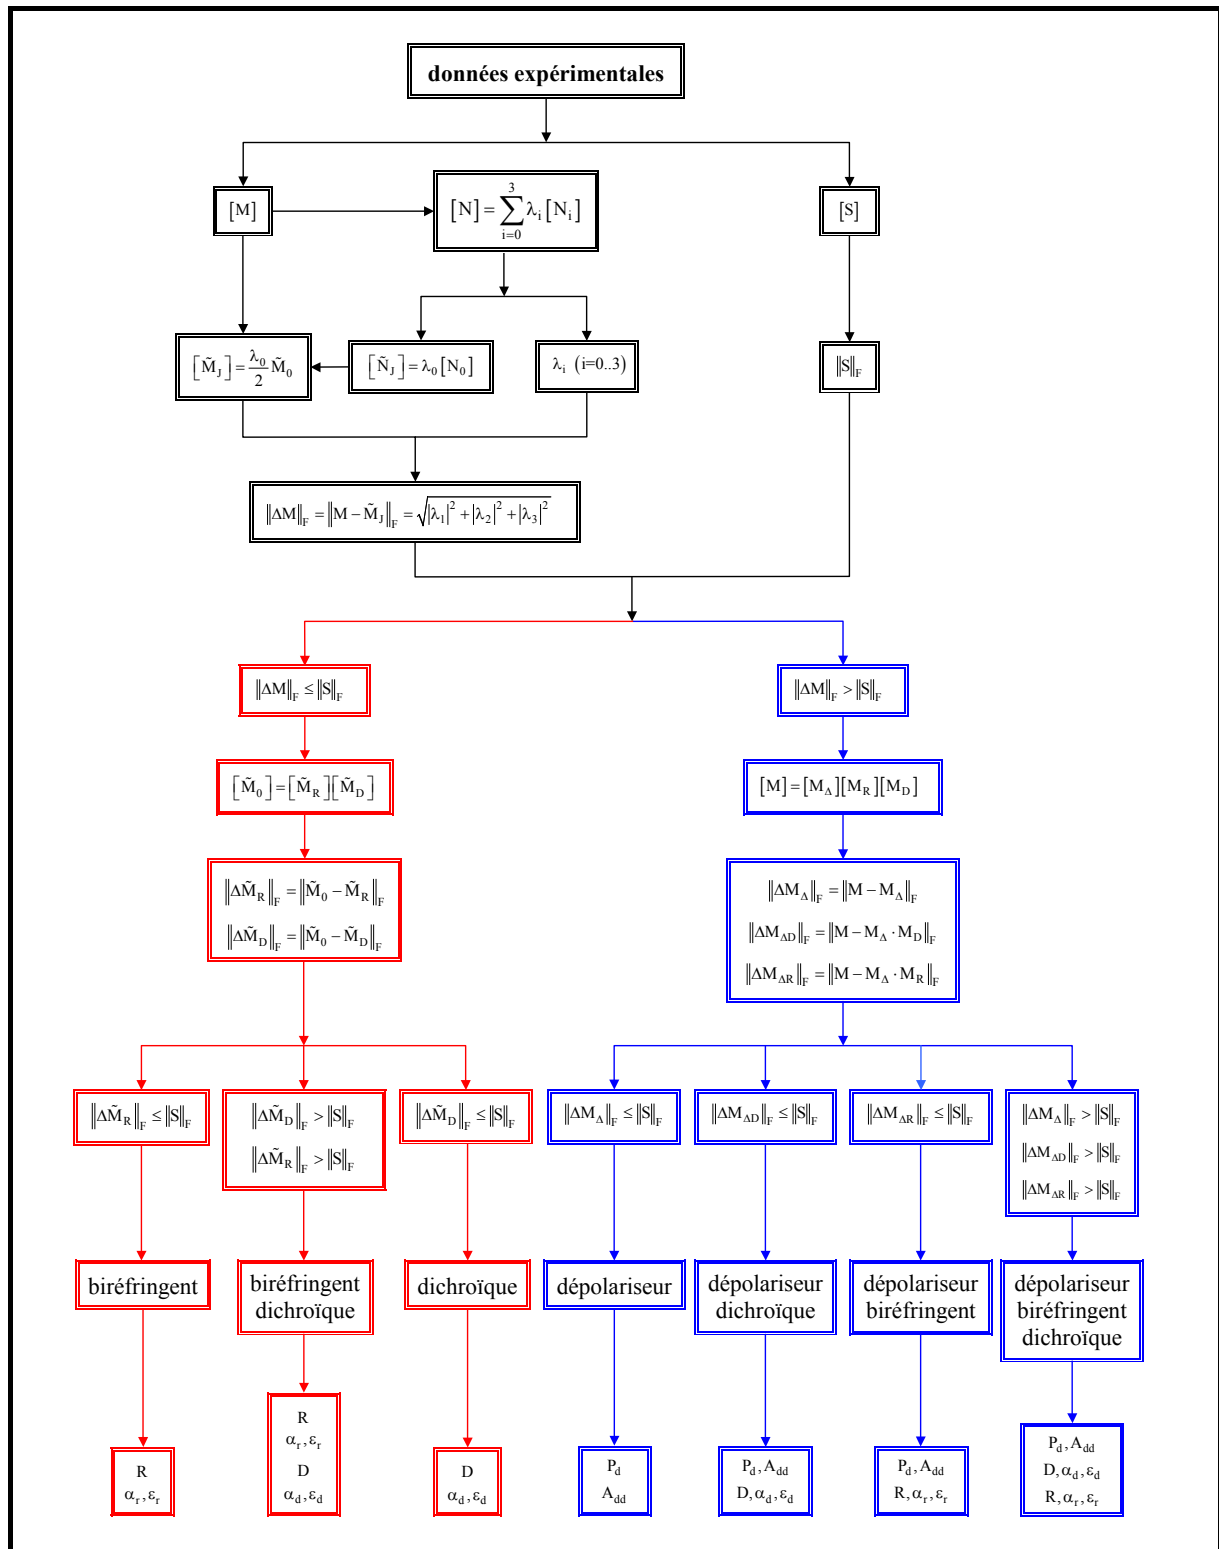 données expérimentales
[M]
[N] = ∑_{i=0}^{3} λ_i [N_i]
[S]
[M̃_J] = λ_0/2 M̃_0
[Ñ_J] = λ_0 [N_0]
λ_i (i=0..3)
‖S‖_F
‖ΔM‖_F = ‖M − M̃_J‖_F = √(|λ_1|² + |λ_2|² + |λ_3|²)
‖ΔM‖_F ≤ ‖S‖_F
‖ΔM‖_F > ‖S‖_F
[M̃_0] = [M̃_R][M̃_D]
[M] = [M_Δ][M_R][M_D]
‖ΔM̃_R‖_F = ‖M̃_0 − M̃_R‖_F
‖ΔM̃_D‖_F = ‖M̃_0 − M̃_D‖_F
‖ΔM_Δ‖_F = ‖M − M_Δ‖_F
‖ΔM_ΔD‖_F = ‖M − M_Δ · M_D‖_F
‖ΔM_ΔR‖_F = ‖M − M_Δ · M_R‖_F
‖ΔM̃_R‖_F ≤ ‖S‖_F
‖ΔM̃_D‖_F > ‖S‖_F
‖ΔM̃_R‖_F > ‖S‖_F
‖ΔM̃_D‖_F ≤ ‖S‖_F
‖ΔM_Δ‖_F ≤ ‖S‖_F
‖ΔM_ΔD‖_F ≤ ‖S‖_F
‖ΔM_ΔR‖_F ≤ ‖S‖_F
‖ΔM_Δ‖_F > ‖S‖_F
‖ΔM_ΔD‖_F > ‖S‖_F
‖ΔM_ΔR‖_F > ‖S‖_F
biréfringent
biréfringent
dichroïque
dichroïque
dépolariseur
dépolariseur
dichroïque
dépolariseur
biréfringent
dépolariseur
biréfringent
dichroïque
R
α_r, ε_r
R
α_r, ε_r
D
α_d, ε_d
D
α_d, ε_d
P_d
A_dd
P_d, A_dd
D, α_d, ε_d
P_d, A_dd
R, α_r, ε_r
P_d, A_dd
D, α_d, ε_d
R, α_r, ε_r